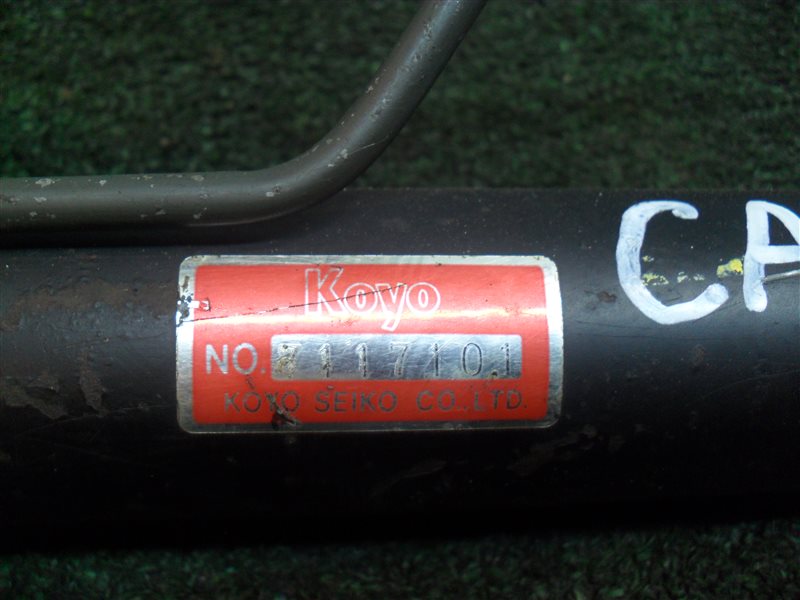 Koyo
NO. 7117101
KOYO SEIKO CO.,LTD.
CA